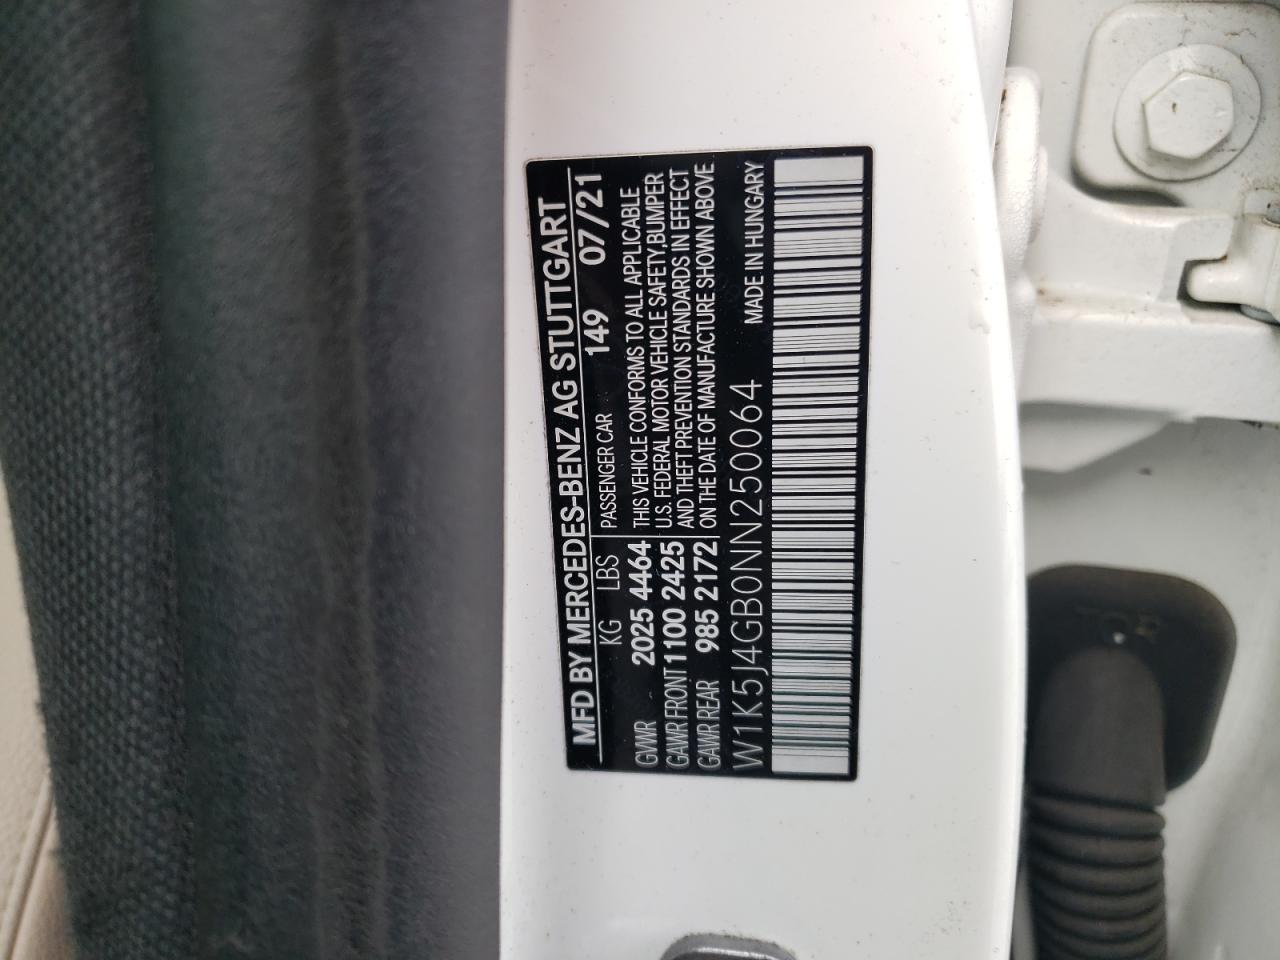 MFD BY MERCEDES-BENZ AG STUTTGART
KG LBS PASSENGER CAR 149 07/21
GVWR 2025 4464 THIS VEHICLE CONFORMS TO ALL APPLICABLE
GAWR FRONT 1100 2425 U.S. FEDERAL MOTOR VEHICLE SAFETY,BUMPER
GAWR REAR 985 2172 AND THEFT PREVENTION STANDARDS IN EFFECT
ON THE DATE OF MANUFACTURE SHOWN ABOVE.
W1K5J4GB0NN250064 MADE IN HUNGARY